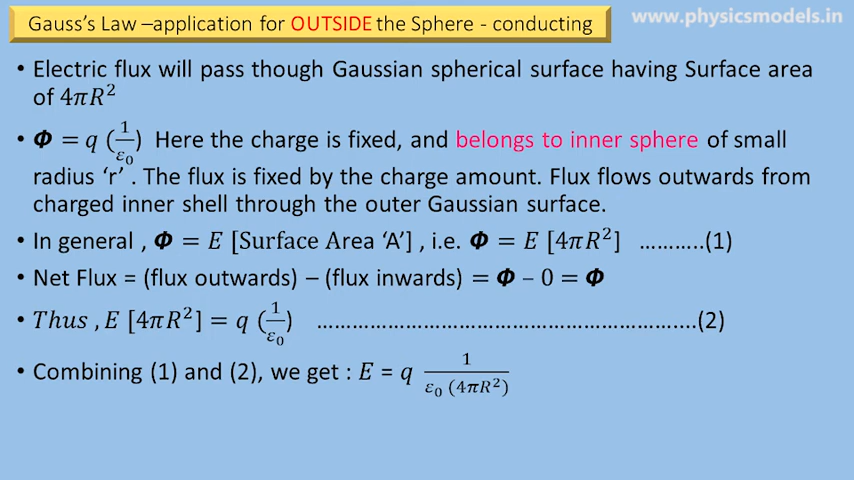 www.physicsmodels.in
Gauss's Law –application for OUTSIDE the Sphere - conducting
• Electric flux will pass though Gaussian spherical surface having Surface area
of 4𝜋𝑅²
• 𝜱 = 𝑞 (1/𝜀₀) Here the charge is fixed, and belongs to inner sphere of small
radius ‘r’ . The flux is fixed by the charge amount. Flux flows outwards from
charged inner shell through the outer Gaussian surface.
• In general , 𝜱 = 𝐸 [Surface Area ‘A’] , i.e. 𝜱 = 𝐸 [4𝜋𝑅²] ………..(1)
• Net Flux = (flux outwards) – (flux inwards) = 𝜱 – 0 = 𝜱
• 𝑇ℎ𝑢𝑠 , 𝐸 [4𝜋𝑅²] = 𝑞 (1/𝜀₀) …………………………………………………….…(2)
• Combining (1) and (2), we get : 𝐸 = 𝑞 1/(𝜀₀ (4𝜋𝑅²))